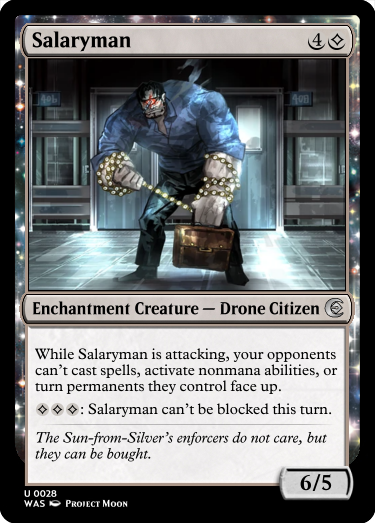 Salaryman 4
Enchantment Creature — Drone Citizen
While Salaryman is attacking, your opponents
can't cast spells, activate nonmana abilities, or
turn permanents they control face up.
: Salaryman can't be blocked this turn.
The Sun-from-Silver's enforcers do not care, but
they can be bought.
6/5
U 0028
WAS Project Moon